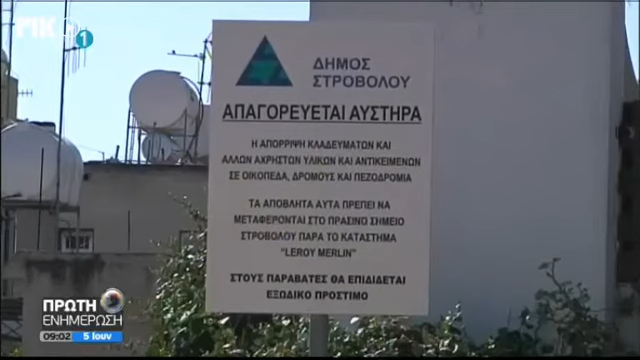 ΡΙΚ 1
ΔΗΜΟΣ
ΣΤΡΟΒΟΛΟΥ
ΑΠΑΓΟΡΕΥΕΤΑΙ ΑΥΣΤΗΡΑ
Η ΑΠΟΡΡΙΨΗ ΚΛΑΔΕΥΜΑΤΩΝ ΚΑΙ
ΑΛΛΩΝ ΑΧΡΗΣΤΩΝ ΥΛΙΚΩΝ ΚΑΙ ΑΝΤΙΚΕΙΜΕΝΩΝ
ΣΕ ΟΙΚΟΠΕΔΑ, ΔΡΟΜΟΥΣ ΚΑΙ ΠΕΖΟΔΡΟΜΙΑ
ΤΑ ΑΠΟΒΛΗΤΑ ΑΥΤΑ ΠΡΕΠΕΙ ΝΑ
ΜΕΤΑΦΕΡΟΝΤΑΙ ΣΤΟ ΠΡΑΣΙΝΟ ΣΗΜΕΙΟ
ΣΤΡΟΒΟΛΟΥ ΠΑΡΑ ΤΟ ΚΑΤΑΣΤΗΜΑ
"LEROY MERLIN"
ΣΤΟΥΣ ΠΑΡΑΒΑΤΕΣ ΘΑ ΕΠΙΔΙΔΕΤΑΙ
ΕΞΩΔΙΚΟ ΠΡΟΣΤΙΜΟ
ΠΡΩΤΗ
ΕΝΗΜΕΡΩΣΗ
09:02 5 Ιουν